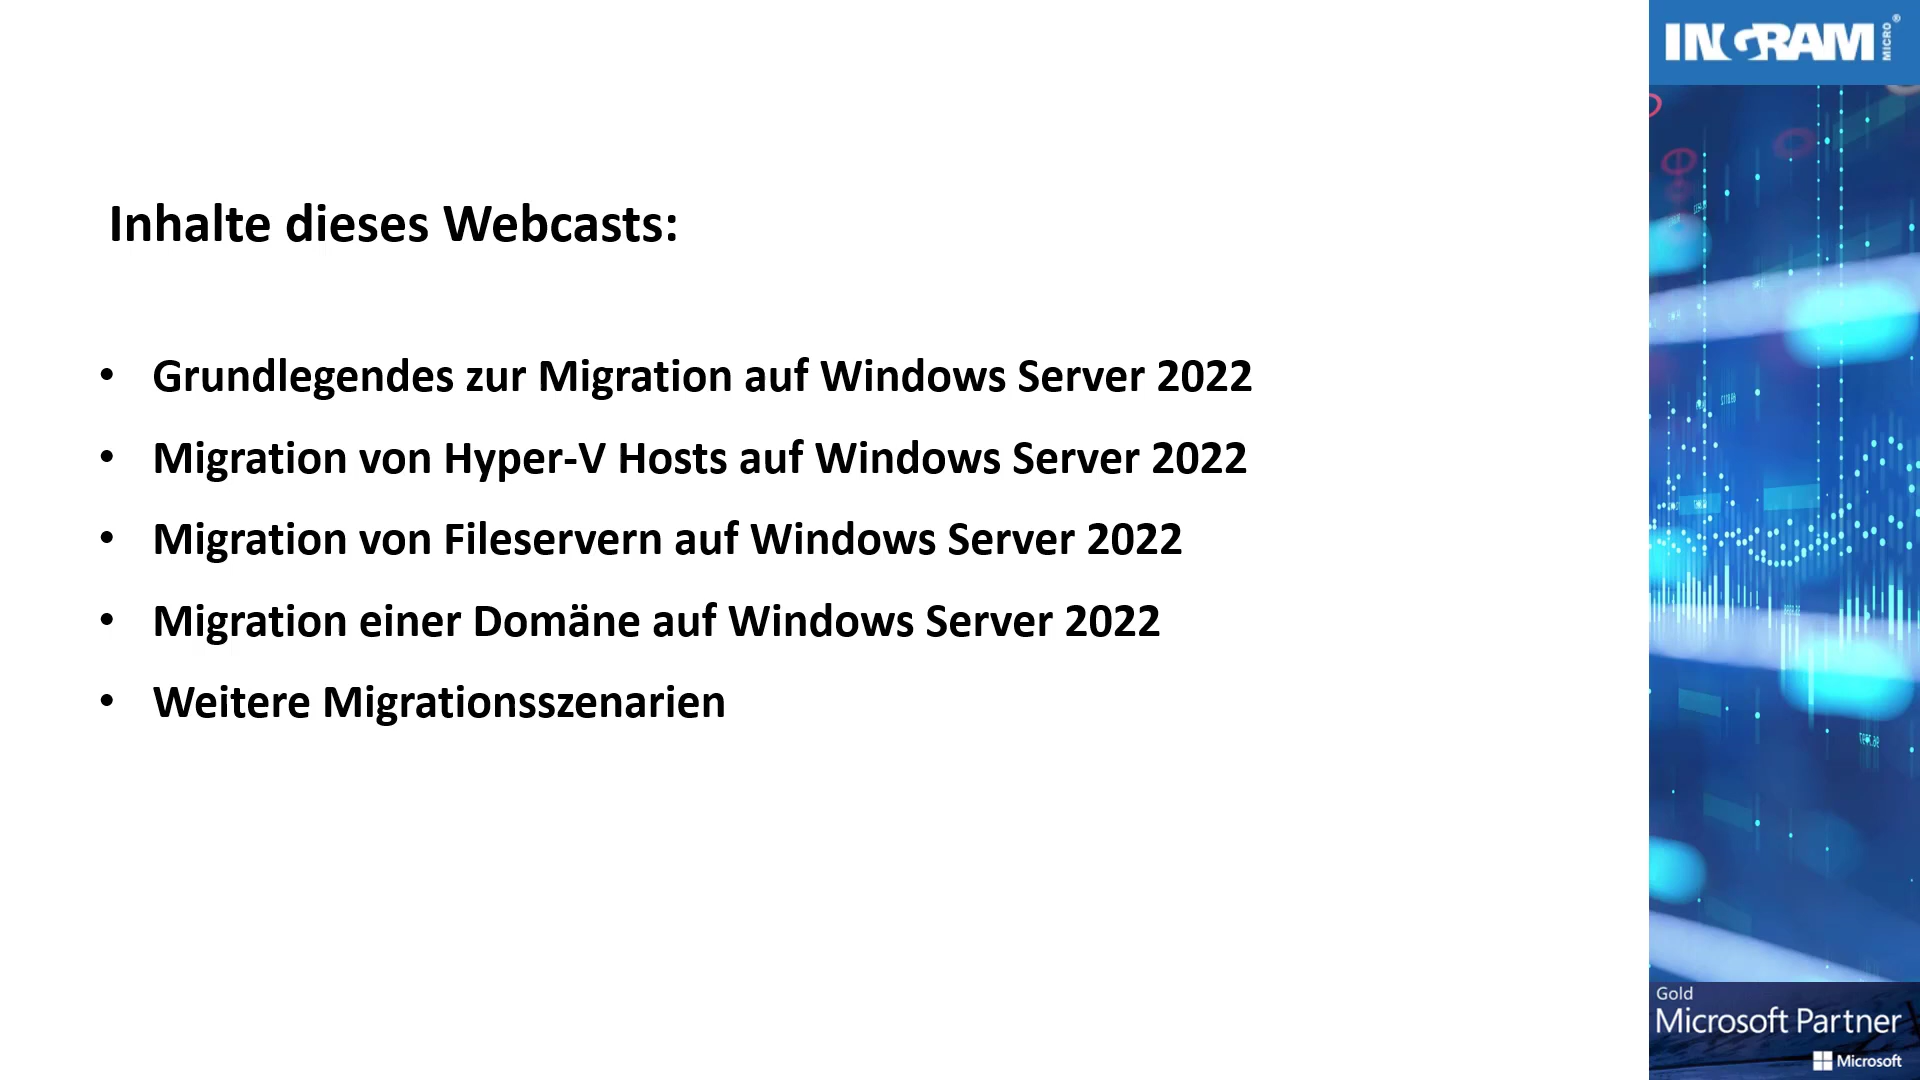 INGRAM MICRO®
Inhalte dieses Webcasts:
• Grundlegendes zur Migration auf Windows Server 2022
• Migration von Hyper-V Hosts auf Windows Server 2022
• Migration von Fileservern auf Windows Server 2022
• Migration einer Domäne auf Windows Server 2022
• Weitere Migrationsszenarien
Gold
Microsoft Partner
Microsoft